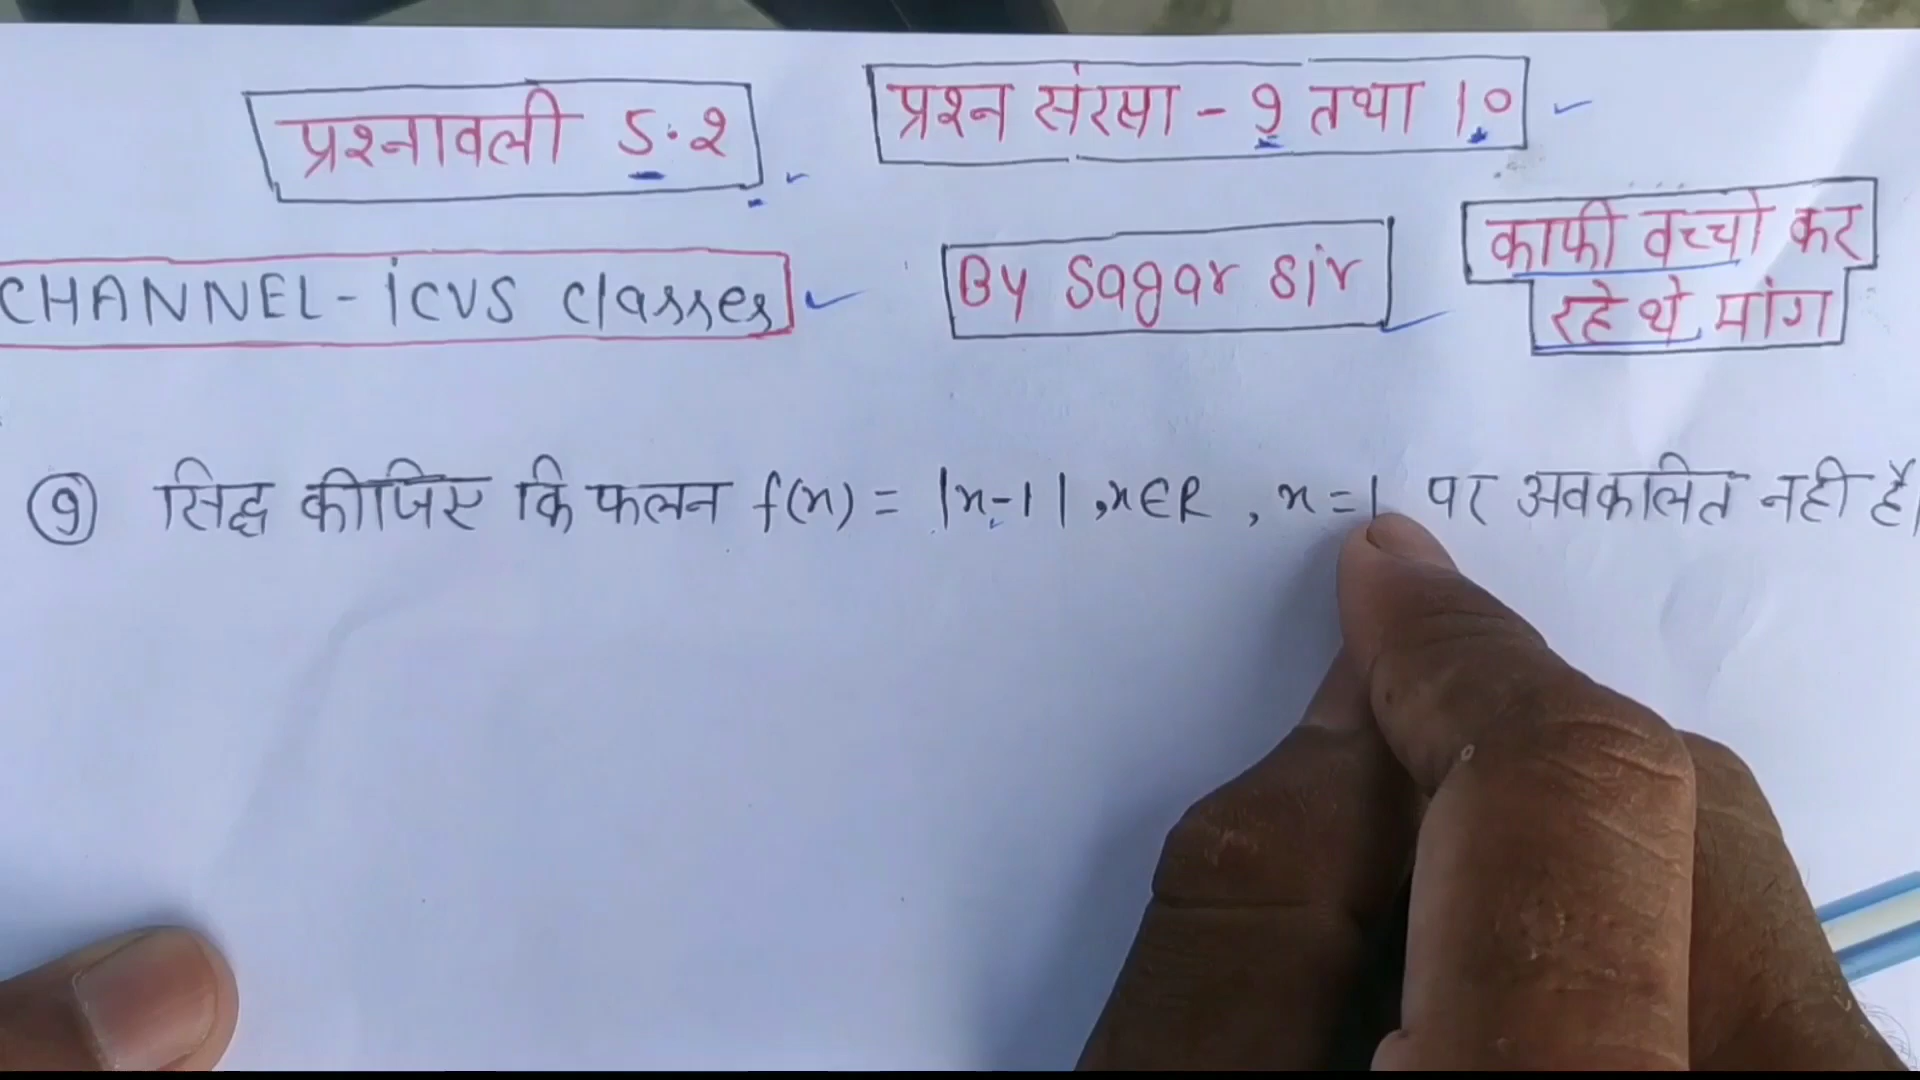 प्रश्नावली 5.2
प्रश्न संख्या - 9 तथा 10
CHANNEL - iCVS Classes
By Sagar Sir
काफी बच्चो कर
रहे थे मांग
9 सिद्ध कीजिए कि फलन f(x) = |x-1|, x∈R, x=1 पर अवकलित नही है।